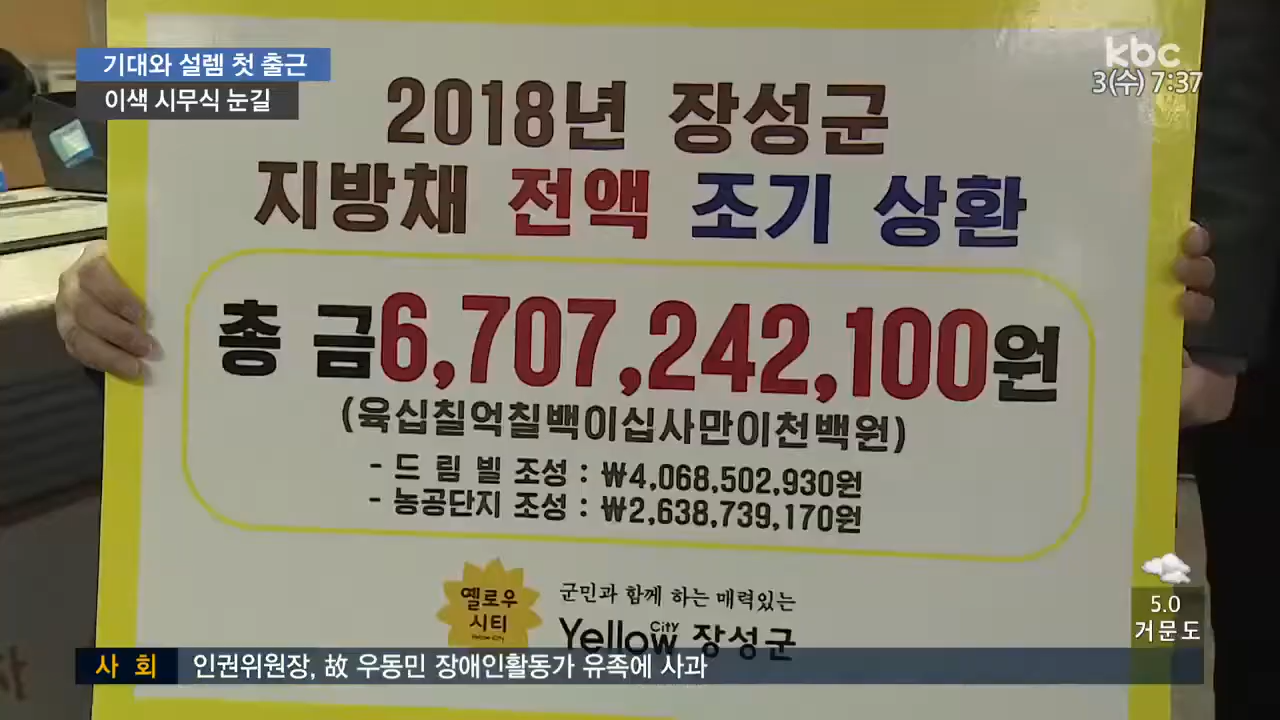 기대와 설렘 첫 출근
이색 시무식 눈길
kbc
3(수) 7:37
2018년 장성군
지방채 전액 조기 상환
총 금6,707,242,100원
(육십칠억칠백이십사만이천백원)
- 드 림 빌 조성 : ₩4,068,502,930원
- 농공단지 조성 : ₩2,638,739,170원
옐로우
시티
Yellow City
군민과 함께 하는 매력있는
Yellow City 장성군
5.0
거문도
사 회
인권위원장, 故 우동민 장애인활동가 유족에 사과